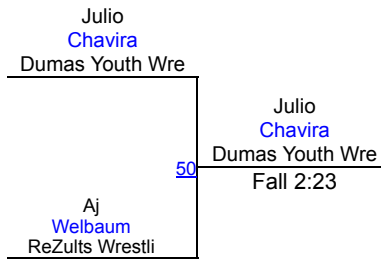 Julio
Chavira
Dumas Youth Wre
Julio
Chavira
Dumas Youth Wre
50
Fall 2:23
Aj
Welbaum
ReZults Wrestli